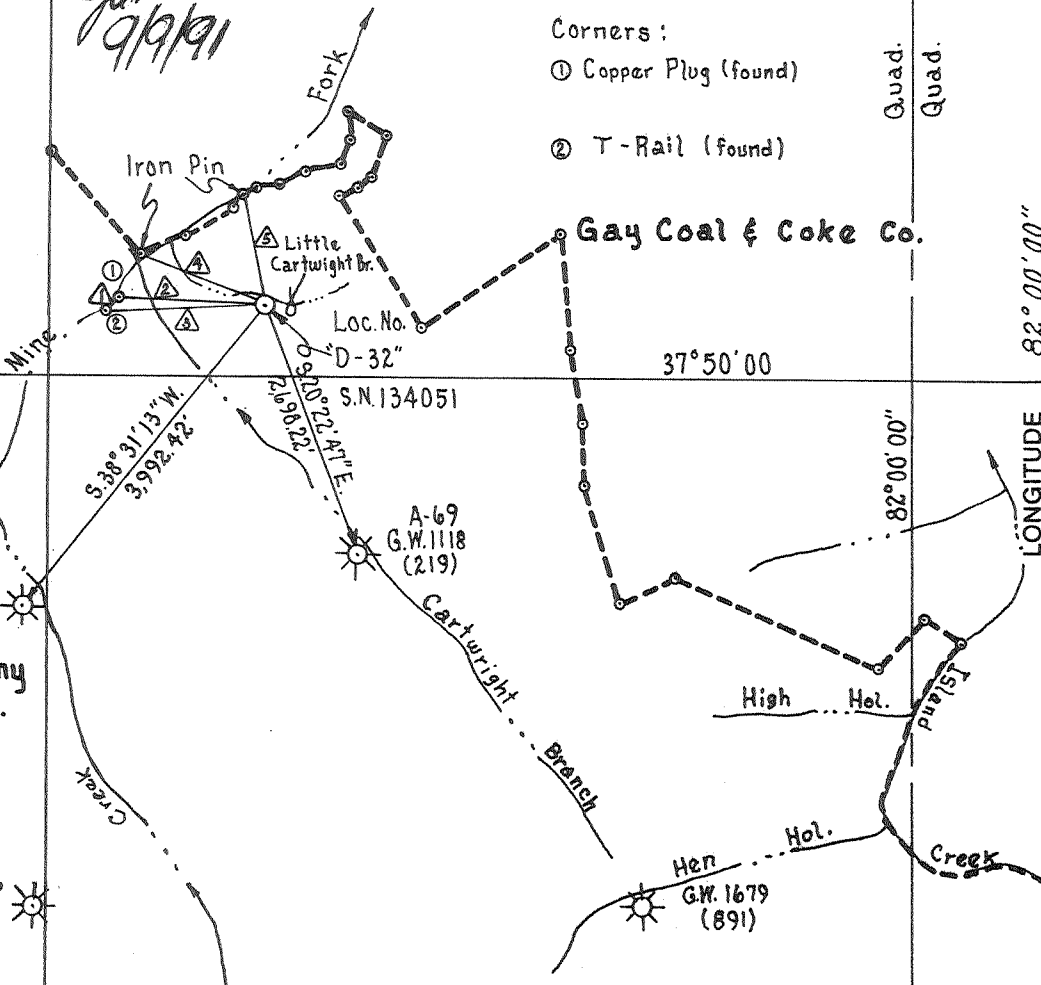 9/9/91
Corners:
① Copper Plug (found)
② T-Rail (found)
Quad.
Quad.
Fork
Iron Pin
Gay Coal & Coke Co.
82° 00' 00"
5
Little
Cartwight Br.
4
1
2
1
3
2
Loc. No.
"D-32"
Mine
37°50'00
S.N. 134051
S.38°31'13"W.
3,992.42'
S.20°22'47"E.
2,698.22'
82°00'00"
LONGITUDE
A-69
G.W. 1118
(219)
Cartwright
Branch
ny
High Hol.
Island
Creek
Hen Hol.
Creek
G.W. 1679
(891)